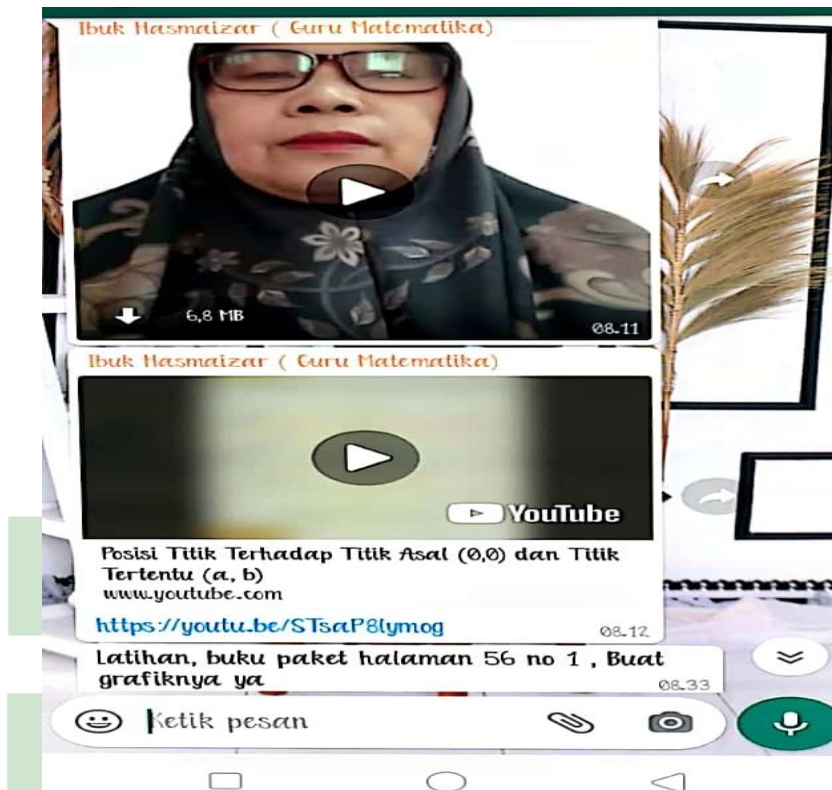 Ibuk Hasmaizar ( Guru Matematika)
6,8 MB
08.11
Ibuk Hasmaizar ( Guru Matematika)
YouTube
Posisi Titik Terhadap Titik Asal (0,0) dan Titik
Tertentu (a, b)
www.youtube.com
https://youtu.be/STsaP8lymog
08.12
Latihan, buku paket halaman 56 no 1 , Buat
grafiknya ya
08.33
Ketik pesan